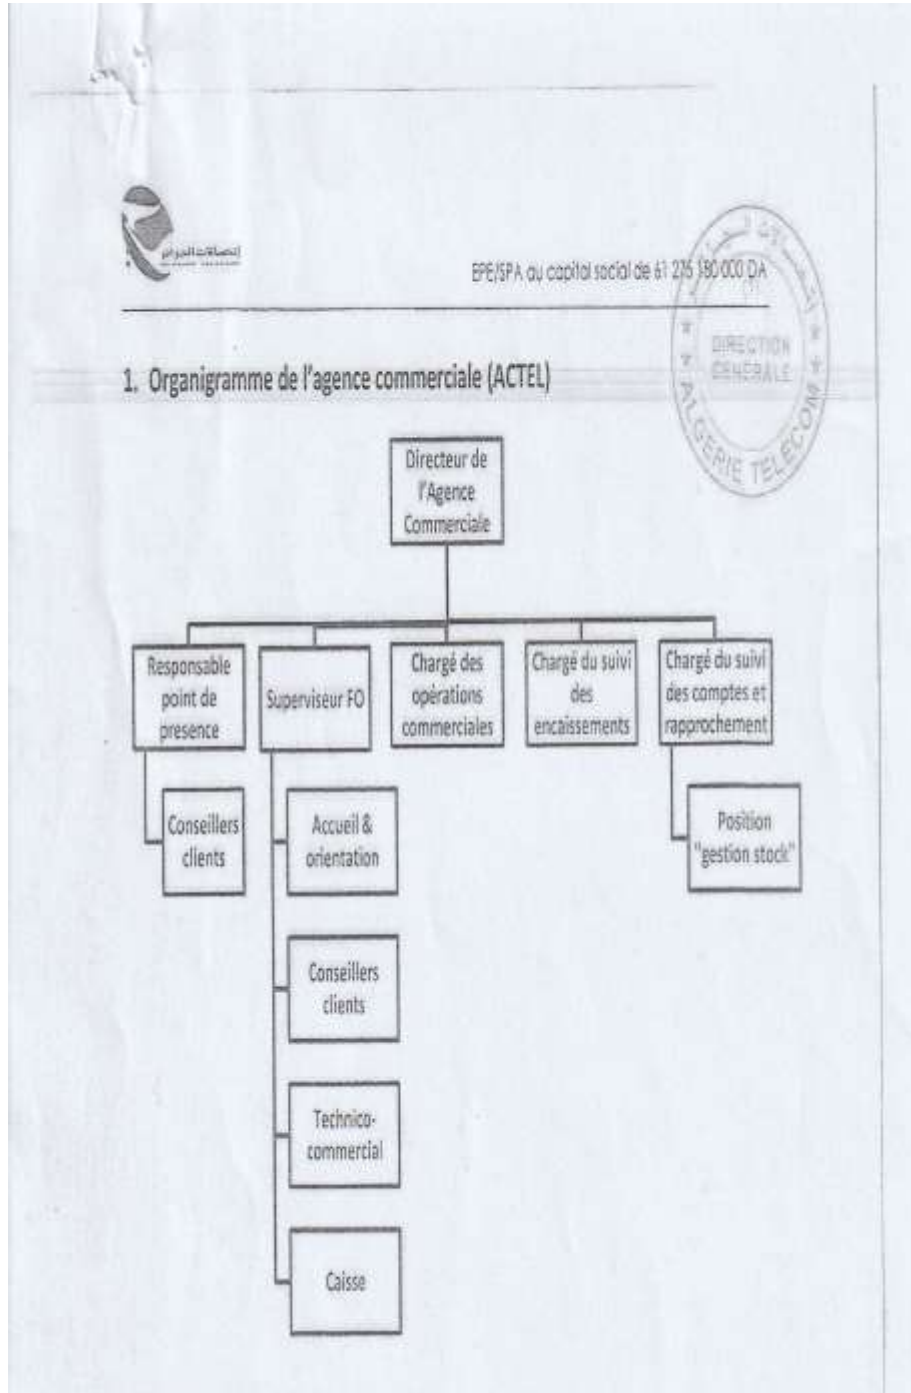 إتصالات الجزائر
EPE/SPA au capital social de 61 275 180 000 DA
DIRECTION
GENERALE
ALGERIE TELECOM
1. Organigramme de l'agence commerciale (ACTEL)
Directeur de
l'Agence
Commerciale
Responsable
point de
presence
Superviseur FO
Chargé des
opérations
commerciales
Chargé du suivi
des
encaissements
Chargé du suivi
des comptes et
rapprochement
Conseillers
clients
Accueil &
orientation
Position
"gestion stock"
Conseillers
clients
Technico-
commercial
Caisse